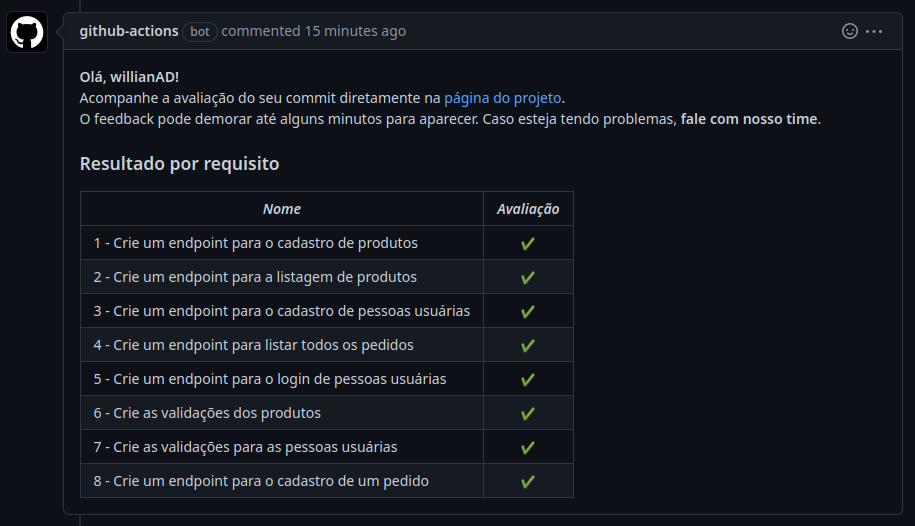 github-actions bot commented 15 minutes ago
Olá, willianAD!
Acompanhe a avaliação do seu commit diretamente na página do projeto.
O feedback pode demorar até alguns minutos para aparecer. Caso esteja tendo problemas, fale com nosso time.
Resultado por requisito
Nome Avaliação
1 - Crie um endpoint para o cadastro de produtos ✔
2 - Crie um endpoint para a listagem de produtos ✔
3 - Crie um endpoint para o cadastro de pessoas usuárias ✔
4 - Crie um endpoint para listar todos os pedidos ✔
5 - Crie um endpoint para o login de pessoas usuárias ✔
6 - Crie as validações dos produtos ✔
7 - Crie as validações para as pessoas usuárias ✔
8 - Crie um endpoint para o cadastro de um pedido ✔